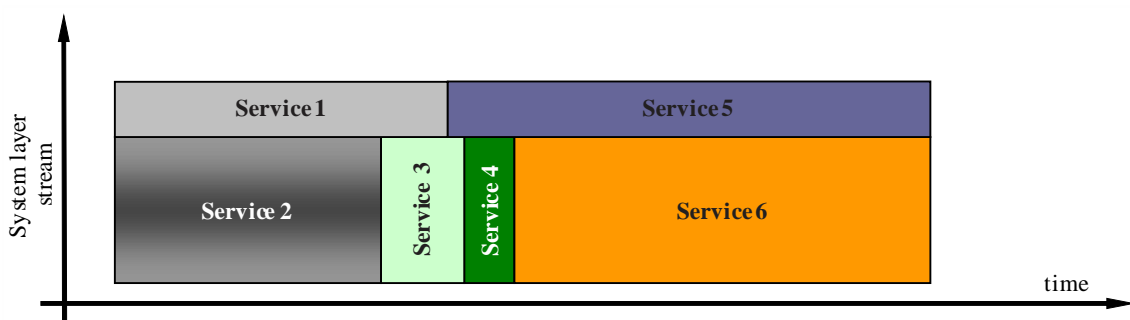 System layer
stream
Service 1
Service 5
Service 2
Service 3
Service 4
Service 6
time